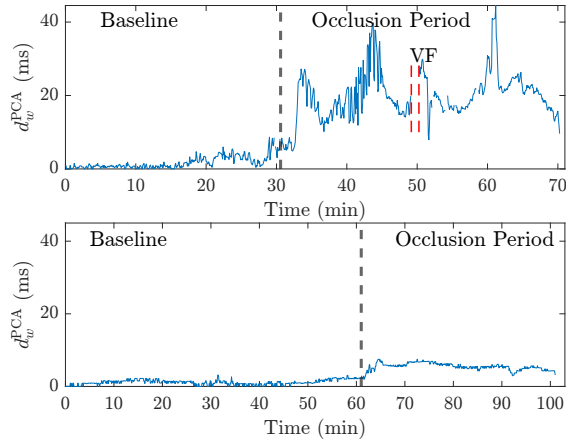 Baseline
Occlusion Period
VF
d_w^PCA (ms)
40
20
0
0 10 20 30 40 50 60 70
Time (min)
Baseline
Occlusion Period
d_w^PCA (ms)
40
20
0
0 10 20 30 40 50 60 70 80 90 100
Time (min)